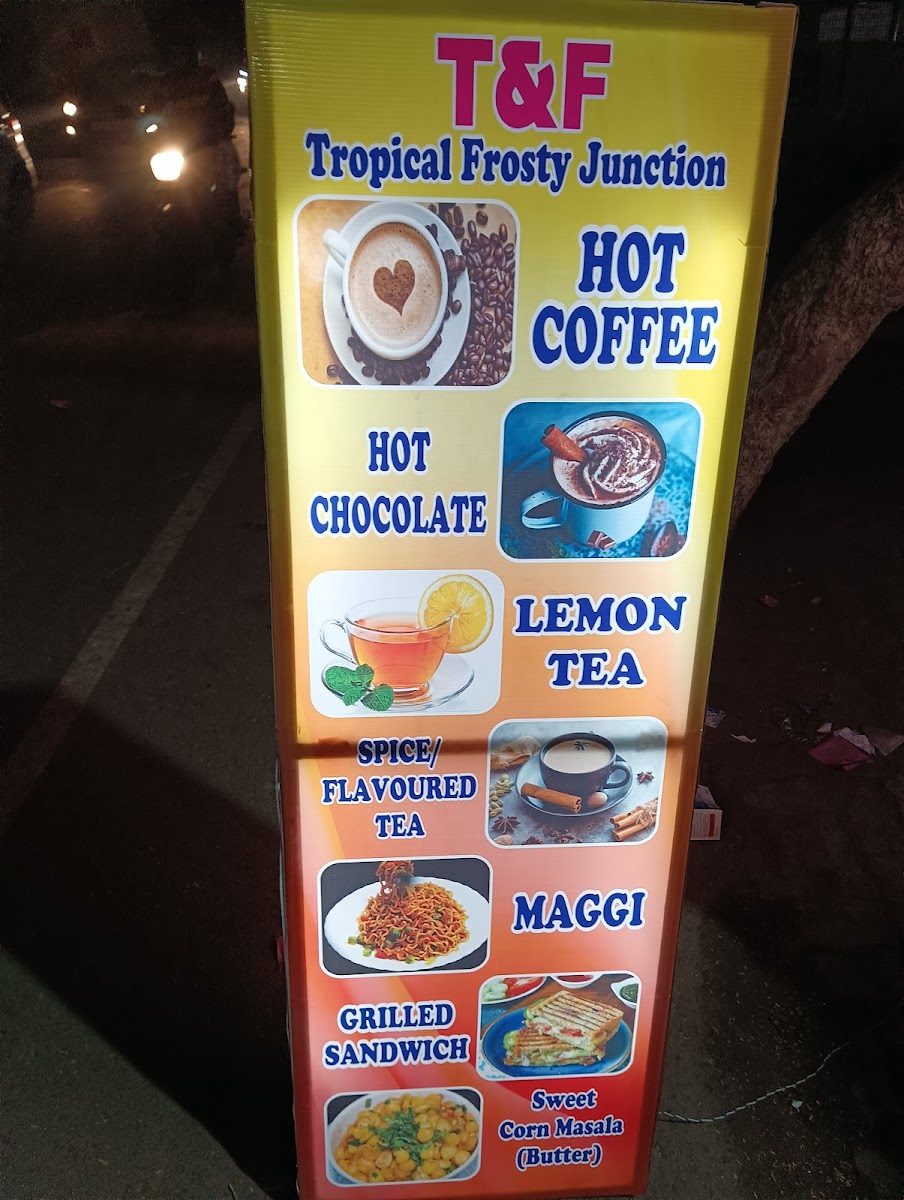 T&F
Tropical Frosty Junction
HOT
COFFEE
HOT
CHOCOLATE
LEMON
TEA
SPICE/
FLAVOURED
TEA
MAGGI
GRILLED
SANDWICH
Sweet
Corn Masala
(Butter)